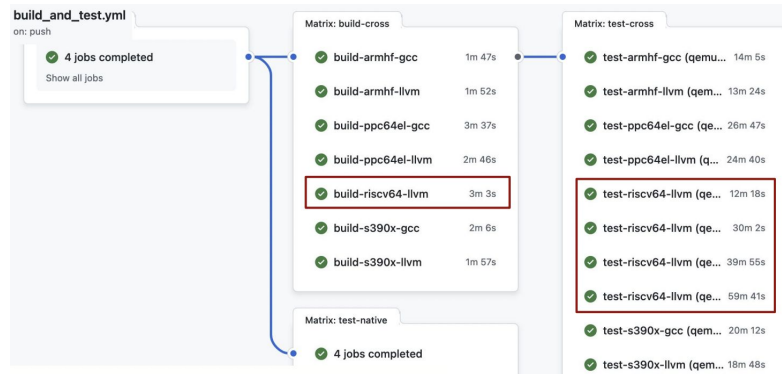 build_and_test.yml
on: push
4 jobs completed
Show all jobs
Matrix: build-cross
build-armhf-gcc 1m 47s
build-armhf-llvm 1m 52s
build-ppc64el-gcc 3m 37s
build-ppc64el-llvm 2m 46s
build-riscv64-llvm 3m 3s
build-s390x-gcc 2m 6s
build-s390x-llvm 1m 57s
Matrix: test-native
4 jobs completed
Matrix: test-cross
test-armhf-gcc (qemu... 14m 5s
test-armhf-llvm (qem... 13m 24s
test-ppc64el-gcc (qe... 26m 47s
test-ppc64el-llvm (q... 24m 40s
test-riscv64-llvm (qe... 12m 18s
test-riscv64-llvm (qe... 30m 2s
test-riscv64-llvm (qe... 39m 55s
test-riscv64-llvm (qe... 59m 41s
test-s390x-gcc (qem... 20m 12s
test-s390x-llvm (qem... 18m 48s